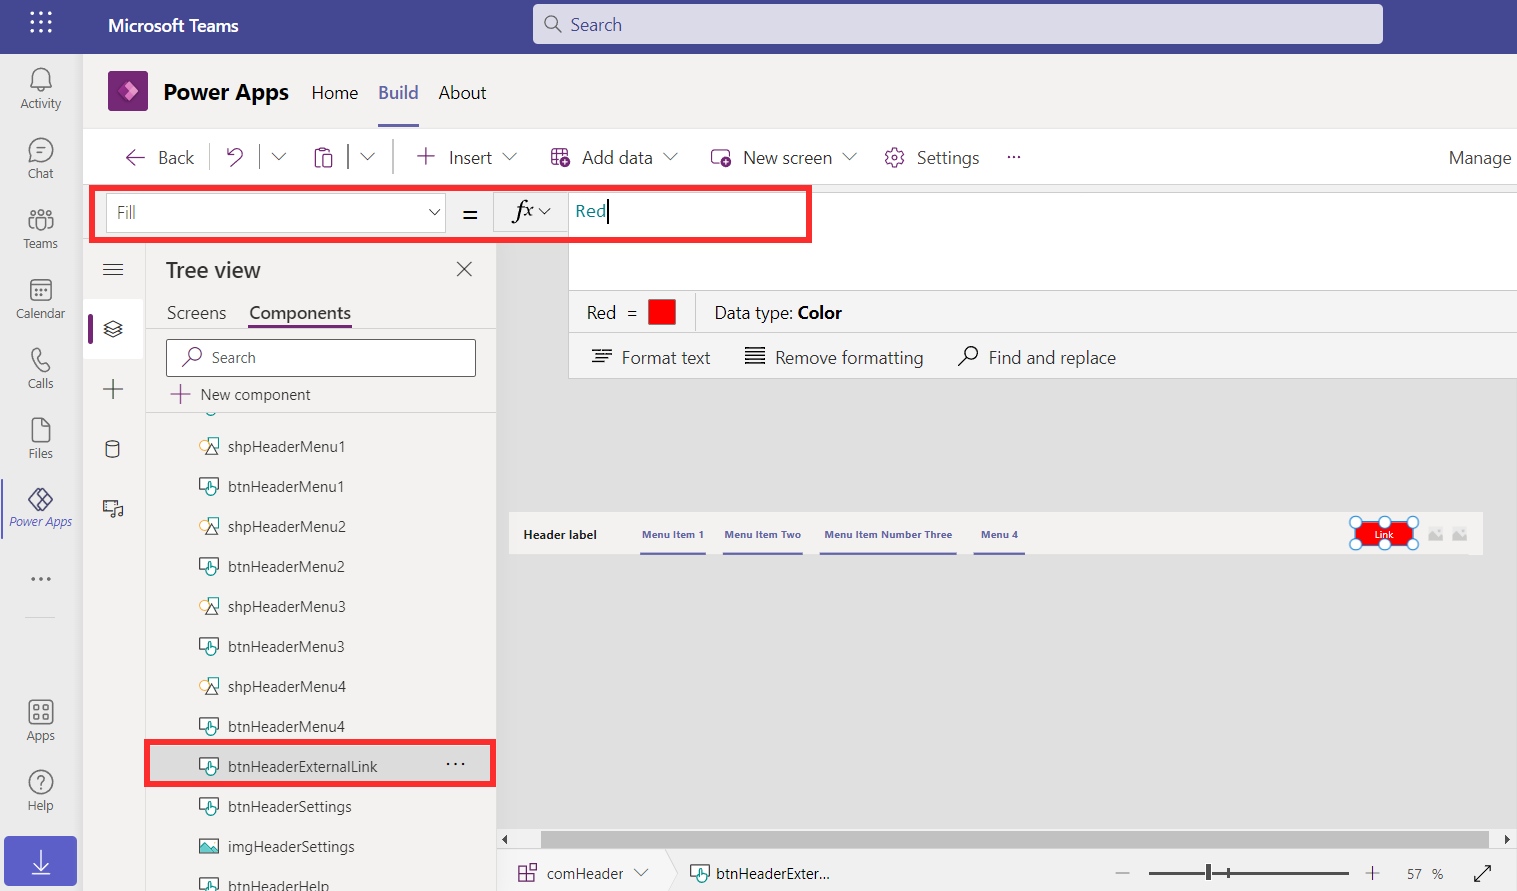 Microsoft Teams
Search
Activity
Chat
Teams
Calendar
Calls
Files
Power Apps
Apps
Help
Power Apps
Home
Build
About
Back
Insert
Add data
New screen
Settings
...
Manage
Fill
=
fx
Red
Red =
Data type: Color
Format text
Remove formatting
Find and replace
Tree view
Screens
Components
Search
New component
shpHeaderMenu1
btnHeaderMenu1
shpHeaderMenu2
btnHeaderMenu2
shpHeaderMenu3
btnHeaderMenu3
shpHeaderMenu4
btnHeaderMenu4
btnHeaderExternalLink ...
btnHeaderSettings
imgHeaderSettings
btnHeaderHelp
Header label
Menu Item 1
Menu Item Two
Menu Item Number Three
Menu 4
Link
comHeader
btnHeaderExter...
57 %